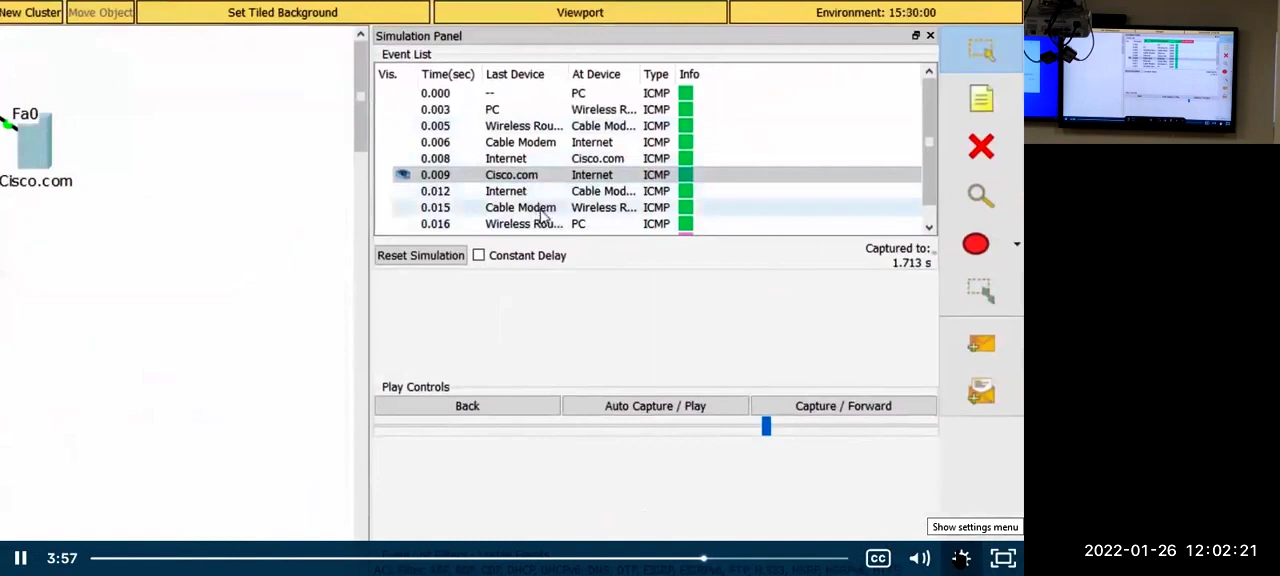 New Cluster Move Object Set Tiled Background Viewport Environment: 15:30:00
Simulation Panel
Event List
Vis. Time(sec) Last Device At Device Type Info
0.000 -- PC ICMP
0.003 PC Wireless R... ICMP
0.005 Wireless Rou... Cable Mod... ICMP
0.006 Cable Modem Internet ICMP
0.008 Internet Cisco.com ICMP
0.009 Cisco.com Internet ICMP
0.012 Internet Cable Mod... ICMP
0.015 Cable Modem Wireless R... ICMP
0.016 Wireless Rou... PC ICMP
Fa0
Cisco.com
Reset Simulation Constant Delay Captured to:
1.713 s
Play Controls
Back Auto Capture / Play Capture / Forward
Show settings menu
3:57 CC
2022-01-26 12:02:21